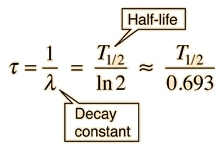 Half-life
τ = 1/λ = T₁/₂/ln 2 ≈ T₁/₂/0.693
Decay
constant